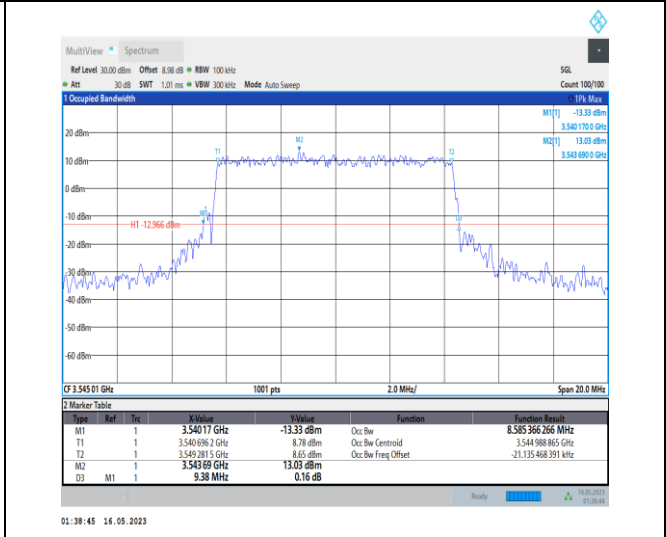 MultiView Spectrum
Ref Level 30.00 dBm Offset 8.98 dB RBW 100 kHz SGL
Att 30 dB SWT 1.01 ms VBW 300 kHz Mode Auto Sweep Count 100/100
1 Occupied Bandwidth 1Pk Max
M1[1] -13.33 dBm
3.540 170 0 GHz
M2[1] 13.03 dBm
3.543 690 0 GHz
20 dBm
M2
T1 T2
10 dBm
0 dBm
-10 dBm
M1
D3
H1 -12.966 dBm
-20 dBm
-30 dBm
-40 dBm
-50 dBm
-60 dBm
CF 3.545 01 GHz 1001 pts 2.0 MHz/ Span 20.0 MHz
2 Marker Table
Type Ref Trc X-Value Y-Value Function Function Result
M1 1 3.54017 GHz -13.33 dBm Occ Bw 8.585 366 266 MHz
T1 1 3.540 696 2 GHz 8.78 dBm Occ Bw Centroid 3.544 988 865 GHz
T2 1 3.549 281 5 GHz 8.65 dBm Occ Bw Freq Offset -21.135 468 391 kHz
M2 1 3.543 69 GHz 13.03 dBm
D3 M1 1 9.38 MHz 0.16 dB
Ready 16.05.2023
01:38:44
01:38:45 16.05.2023